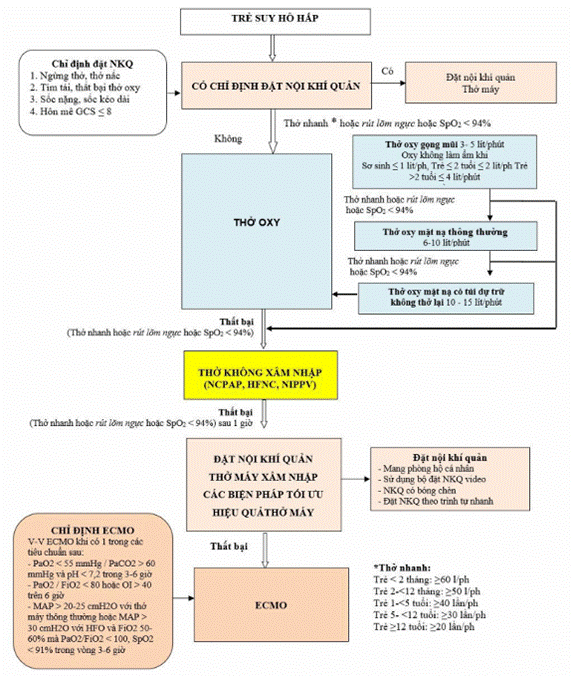 TRẺ SUY HÔ HẤP
Chỉ định đặt NKQ
1. Ngừng thở, thở nấc
2. Tím tái, thất bại thở oxy
3. Sốc nặng, sốc kéo dài
4. Hôn mê GCS ≤ 8
CÓ CHỈ ĐỊNH ĐẶT NỘI KHÍ QUẢN
Có
Đặt nội khí quản
Thở máy
Không
Thở nhanh * hoặc rút lõm ngực hoặc SpO2 < 94%
THỞ OXY
Thở oxy gọng mũi 3- 5 lít/phút
Oxy không làm ẩm khi
Sơ sinh ≤ 1 lít/ph, Trẻ ≤ 2 tuổi ≤ 2 lít/ph Trẻ
>2 tuổi ≤ 4 lít/phút
Thở nhanh hoặc rút lõm ngực
hoặc SpO2 < 94%
Thở oxy mặt nạ thông thường
6-10 lít/phút
Thở nhanh hoặc rút lõm ngực
hoặc SpO2 < 94%
Thở oxy mặt nạ có túi dự trữ
không thở lại 10 - 15 lít/phút
Thất bại
(Thở nhanh hoặc rút lõm ngực hoặc SpO2 < 94%)
THỞ KHÔNG XÂM NHẬP
(NCPAP, HFNC, NIPPV)
Thất bại
(Thở nhanh hoặc rút lõm ngực hoặc SpO2 < 94%) sau 1 giờ
ĐẶT NỘI KHÍ QUẢN
THỞ MÁY XÂM NHẬP
CÁC BIỆN PHÁP TỐI ƯU
HIỆU QUẢ THỞ MÁY
Đặt nội khí quản
- Mang phòng hộ cá nhân
- Sử dụng bộ đặt NKQ video
- NKQ có bóng chèn
- Đặt NKQ theo trình tự nhanh
Thất bại
CHỈ ĐỊNH ECMO
V-V ECMO khi có 1 trong các
tiêu chuẩn sau:
- PaO2 < 55 mmHg / PaCO2 > 60
mmHg và pH < 7,2 trong 3-6 giờ
- PaO2 / FiO2 < 80 hoặc OI > 40
trên 6 giờ
- MAP > 20-25 cmH2O với thở
máy thông thường hoặc MAP >
30 cmH2O với HFO và FiO2 50-
60% mà PaO2/FiO2 < 100, SpO2
< 91% trong vòng 3-6 giờ
ECMO
*Thở nhanh:
Trẻ < 2 tháng: ≥60 l/ph
Trẻ 2-<12 tháng: ≥50 l/ph
Trẻ 1-<5 tuổi: ≥40 lần/ph
Trẻ 5- <12 tuổi: ≥30 lần/ph
Trẻ ≥12 tuổi: ≥20 lần/ph